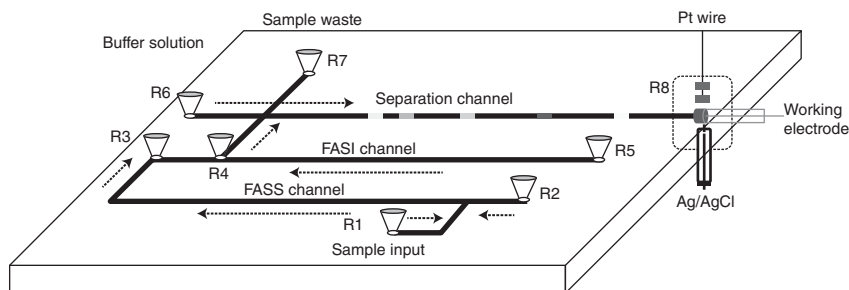 Sample waste
Pt wire
Buffer solution
R7
R8
R6
Separation channel
Working
electrode
R3
FASI channel
R4
R5
FASS channel
R2
R1
Ag/AgCl
Sample input